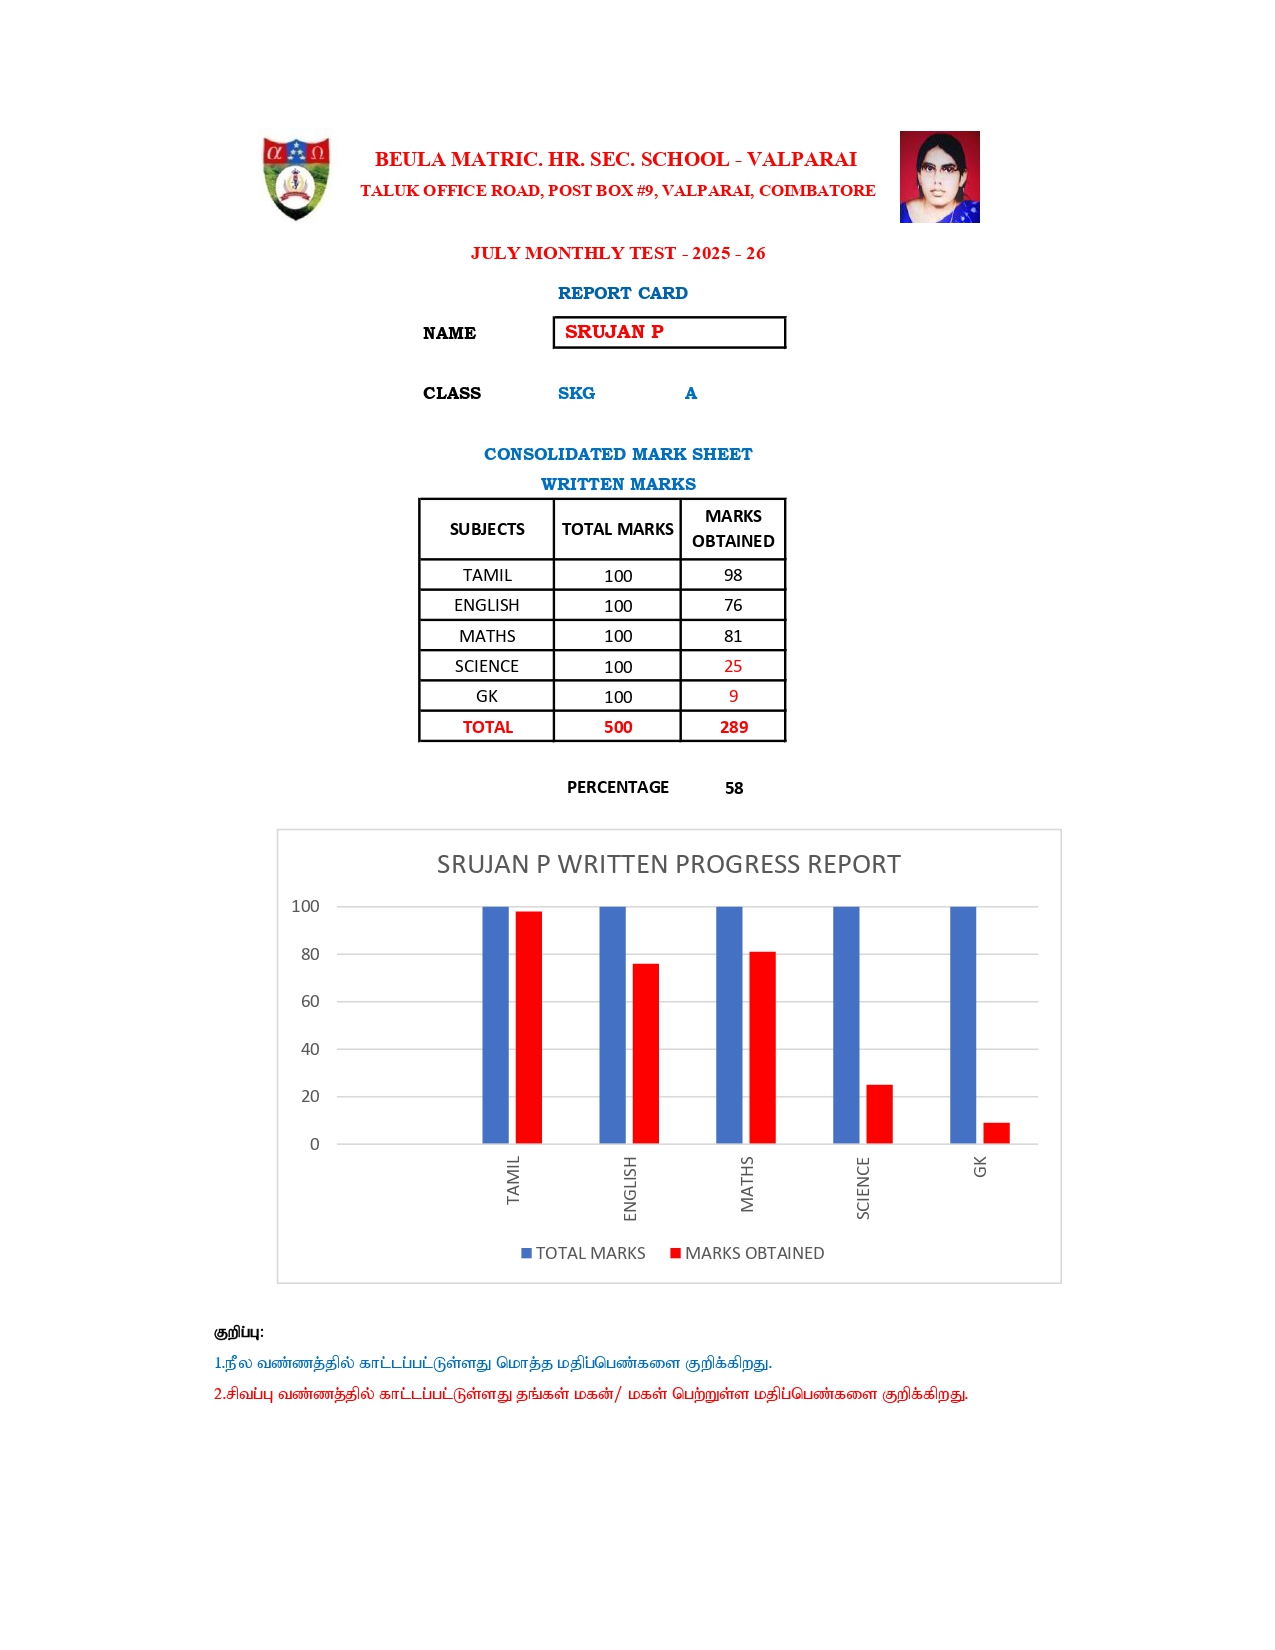 α Ω
BEULA MATRIC. HR. SEC. SCHOOL - VALPARAI
TALUK OFFICE ROAD, POST BOX #9, VALPARAI, COIMBATORE
JULY MONTHLY TEST - 2025 - 26
REPORT CARD
NAME SRUJAN P
CLASS SKG A
CONSOLIDATED MARK SHEET
WRITTEN MARKS
SUBJECTS TOTAL MARKS MARKS OBTAINED
TAMIL 100 98
ENGLISH 100 76
MATHS 100 81
SCIENCE 100 25
GK 100 9
TOTAL 500 289
PERCENTAGE 58
SRUJAN P WRITTEN PROGRESS REPORT
100
80
60
40
20
0
TAMIL ENGLISH MATHS SCIENCE GK
TOTAL MARKS MARKS OBTAINED
குறிப்பு:
1.நீல வண்ணத்தில் காட்டப்பட்டுள்ளது மொத்த மதிப்பெண்களை குறிக்கிறது.
2.சிவப்பு வண்ணத்தில் காட்டப்பட்டுள்ளது தங்கள் மகன்/ மகள் பெற்றுள்ள மதிப்பெண்களை குறிக்கிறது.